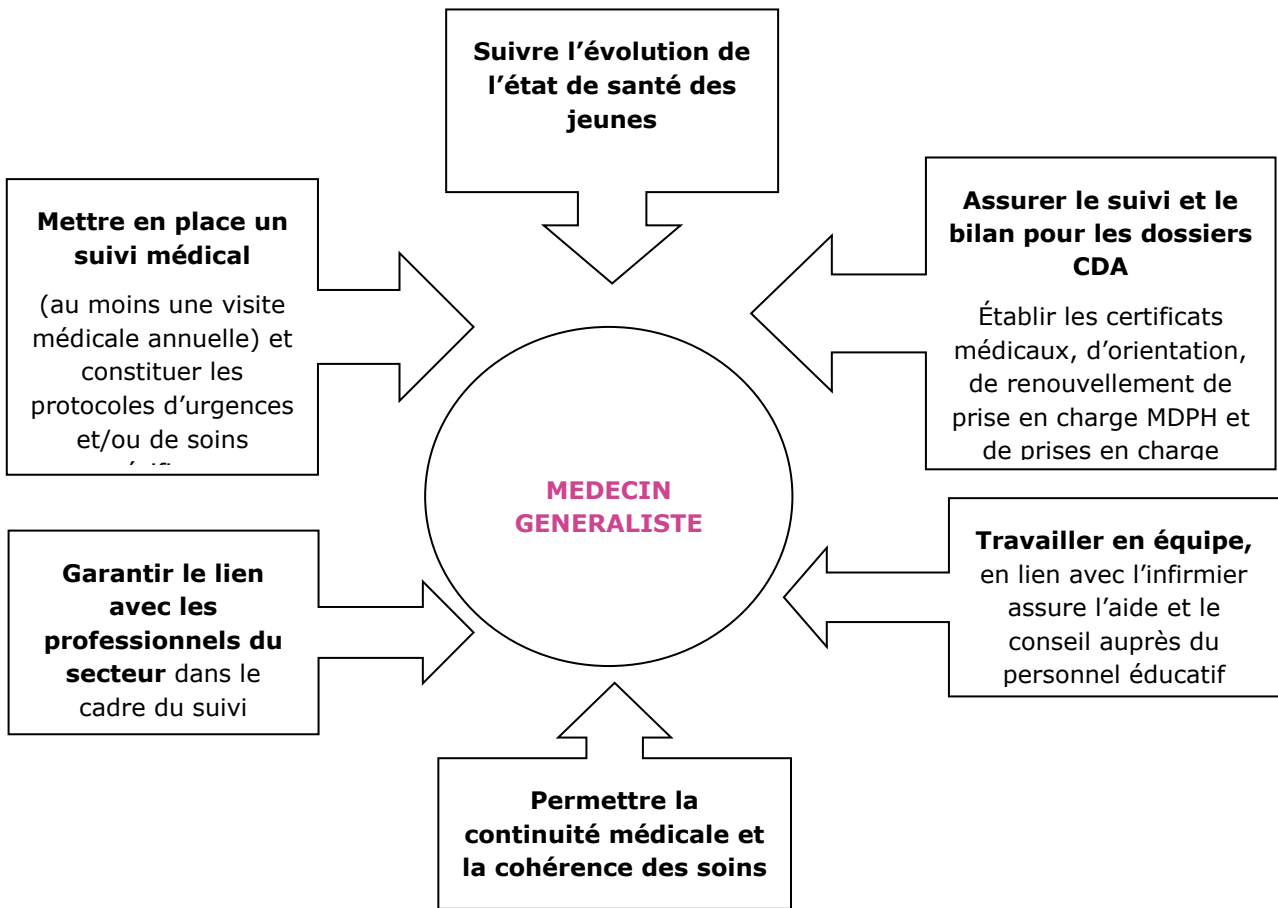 Suivre l’évolution de
l’état de santé des
jeunes
Mettre en place un
suivi médical
(au moins une visite
médicale annuelle) et
constituer les
protocoles d’urgences
et/ou de soins
Assurer le suivi et le
bilan pour les dossiers
CDA
Établir les certificats
médicaux, d’orientation,
de renouvellement de
prise en charge MDPH et
de prises en charge
MEDECIN
GENERALISTE
Garantir le lien
avec les
professionnels du
secteur dans le
cadre du suivi
Travailler en équipe,
en lien avec l’infirmier
assure l’aide et le
conseil auprès du
personnel éducatif
Permettre la
continuité médicale et
la cohérence des soins